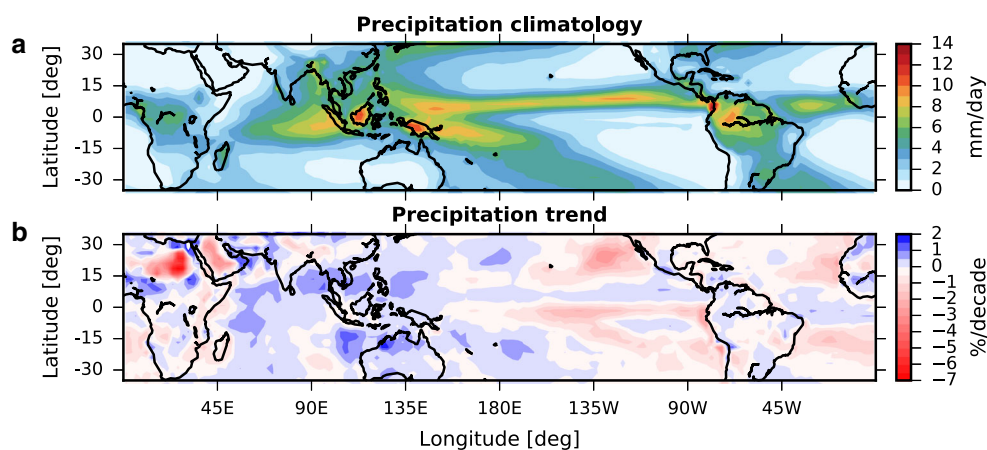 Precipitation climatology
a
Latitude [deg]
30
15
0
-15
-30
14
12
10
8
6
4
2
0
mm/day
Precipitation trend
b
Latitude [deg]
30
15
0
-15
-30
2
1
0
−1
−2
−3
−4
−5
−6
−7
%/decade
45E 90E 135E 180E 135W 90W 45W
Longitude [deg]